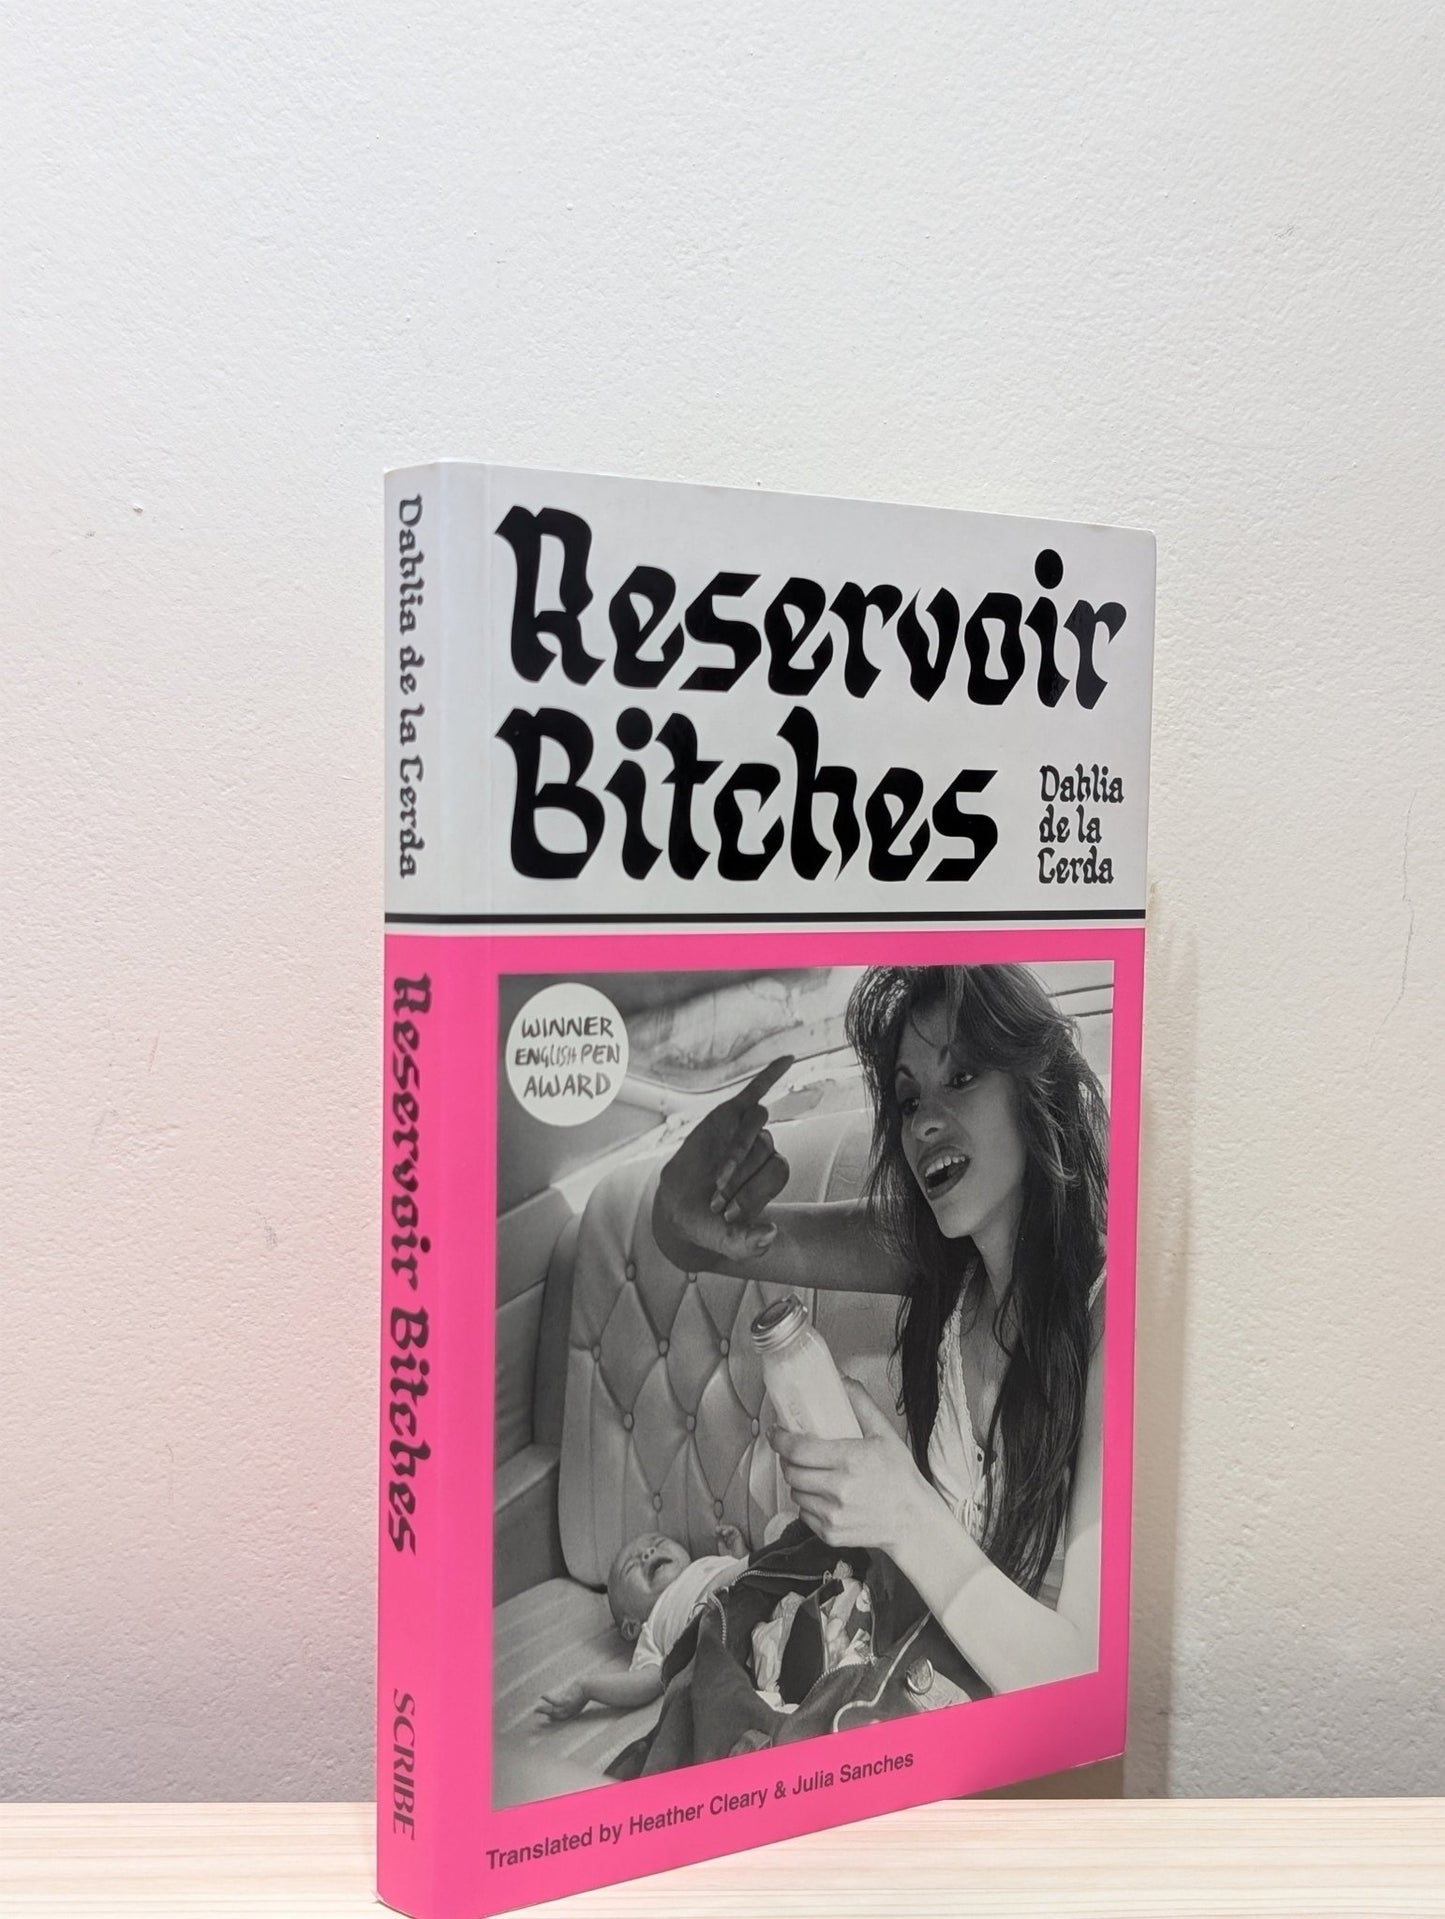 Dahlia de la Cerda
Reservoir Bitches
SCRIBE
Reservoir
Bitches
Dahlia
de la
Cerda
WINNER
ENGLISH PEN
AWARD
Translated by Heather Cleary & Julia Sanches